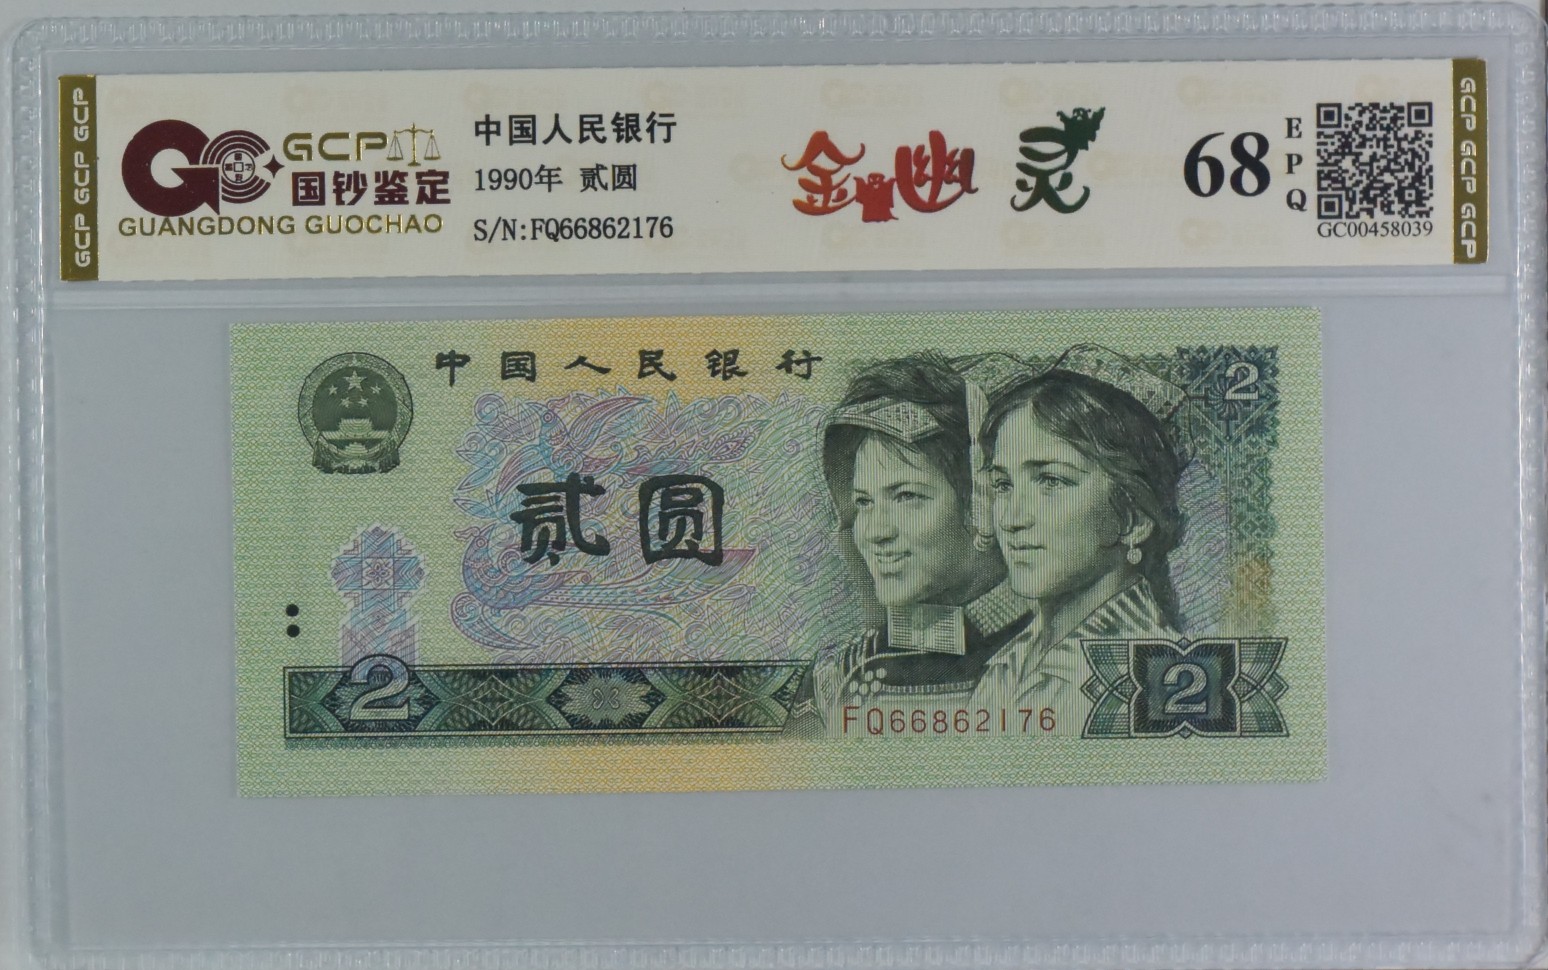 GCP GCP GCP
GCP
国钞鉴定
GUANGDONG GUOCHAO
中国人民银行
1990年 贰圆
S/N:FQ66862176
金幽灵
68
EPQ
GC00458039
GCP GCP GCP
中国人民银行
2
贰圆
2
2
FQ66862176